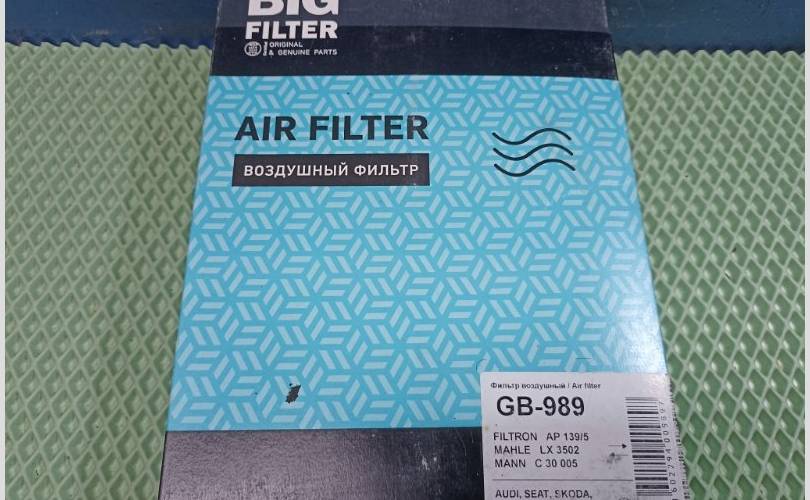 BIG
FILTER
ORIGINAL
& GENUINE PARTS
AIR FILTER
ВОЗДУШНЫЙ ФИЛЬТР
Фильтр воздушный / Air filter
GB-989
FILTRON AP 139/5
MAHLE LX 3502
MANN C 30 005
AUDI, SEAT, SKODA,